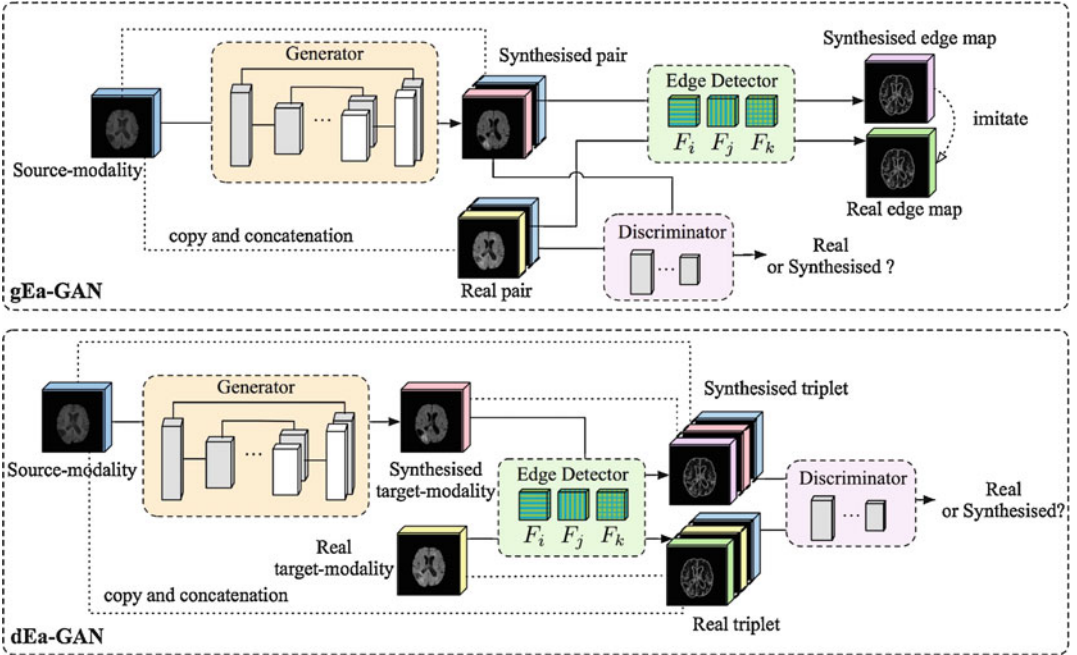 Generator
Synthesised pair
Synthesised edge map
Edge Detector
F_i F_j F_k
imitate
Source-modality
Real edge map
copy and concatenation
Discriminator
Real
or Synthesised ?
Real pair
gEa-GAN
Generator
Synthesised triplet
Source-modality
Synthesised
target-modality
Edge Detector
F_i F_j F_k
Discriminator
Real
or Synthesised?
Real
target-modality
copy and concatenation
Real triplet
dEa-GAN